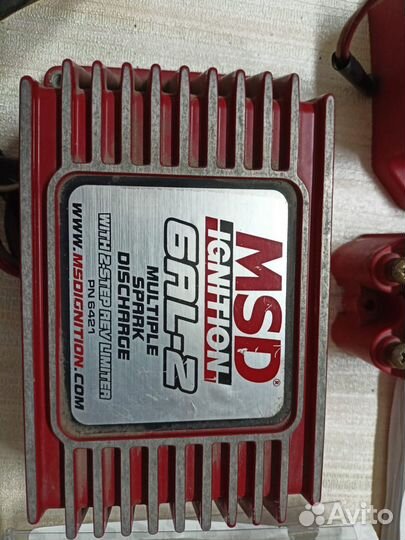 MSD
IGNITION
®
6AL-2
MULTIPLE
SPARK
DISCHARGE
WITH 2-STEP REV LIMITER
PN 6421
WWW.MSDIGNITION.COM
Avito